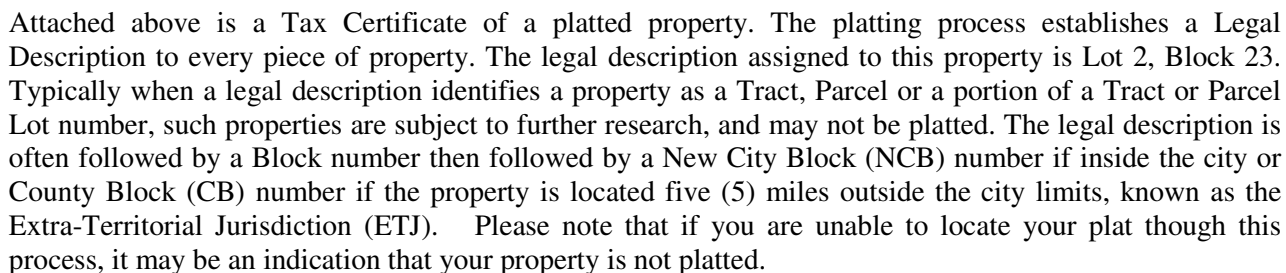 Attached above is a Tax Certificate of a platted property. The platting process establishes a Legal
Description to every piece of property. The legal description assigned to this property is Lot 2, Block 23.
Typically when a legal description identifies a property as a Tract, Parcel or a portion of a Tract or Parcel
Lot number, such properties are subject to further research, and may not be platted. The legal description is
often followed by a Block number then followed by a New City Block (NCB) number if inside the city or
County Block (CB) number if the property is located five (5) miles outside the city limits, known as the
Extra-Territorial Jurisdiction (ETJ). Please note that if you are unable to locate your plat though this
process, it may be an indication that your property is not platted.